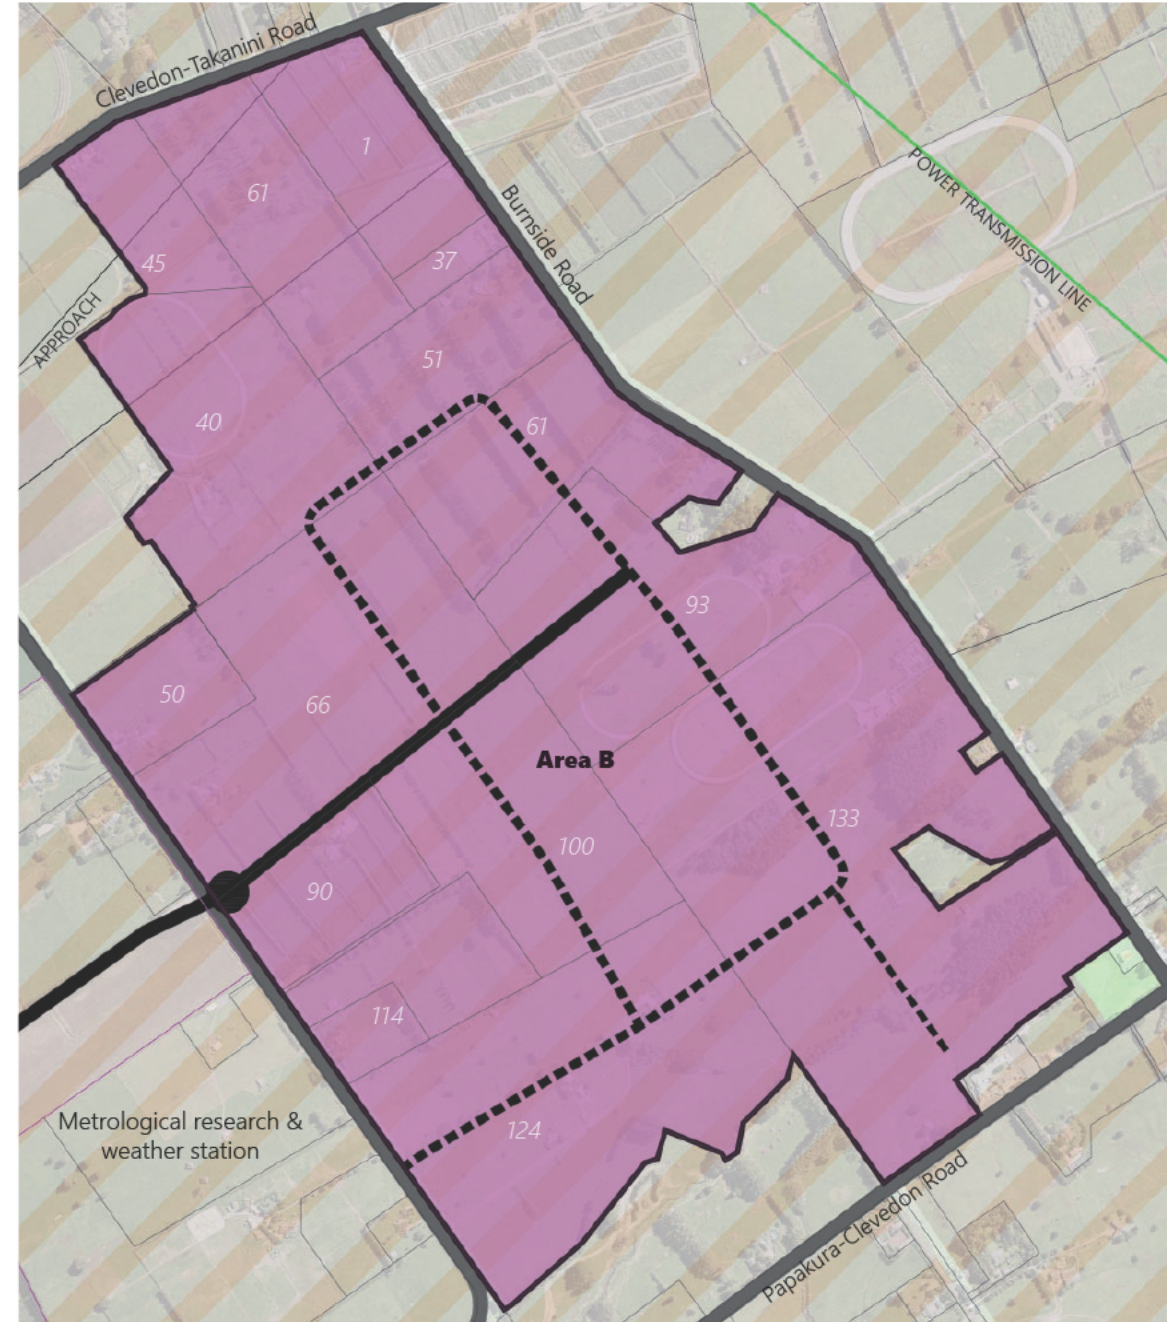 Clevedon-Takanini Road
1
61
Burnside Road
POWER TRANSMISSION LINE
45
37
APPROACH
51
40
61
93
50
66
Area B
133
100
90
114
Metrological research &
weather station
124
Papakura-Clevedon Road